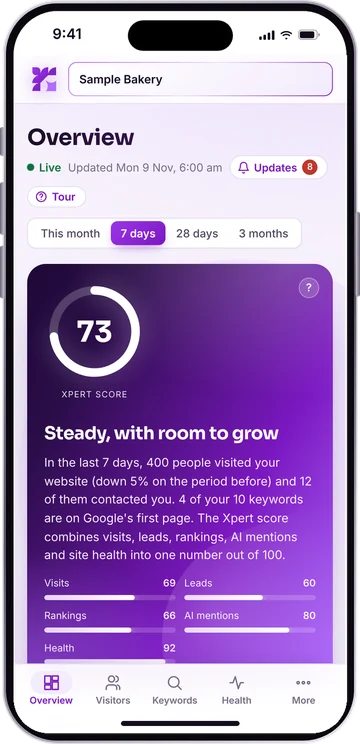 9:41
Sample Bakery
Overview
Live Updated Mon 9 Nov, 6:00 am Updates 8
Tour
This month 7 days 28 days 3 months
?
73
XPERT SCORE
Steady, with room to grow
In the last 7 days, 400 people visited your
website (down 5% on the period before) and 12
of them contacted you. 4 of your 10 keywords
are on Google's first page. The Xpert score
combines visits, leads, rankings, AI mentions
and site health into one number out of 100.
Visits 69 Leads 60
Rankings 66 AI mentions 80
Health 92
Overview Visitors Keywords Health More